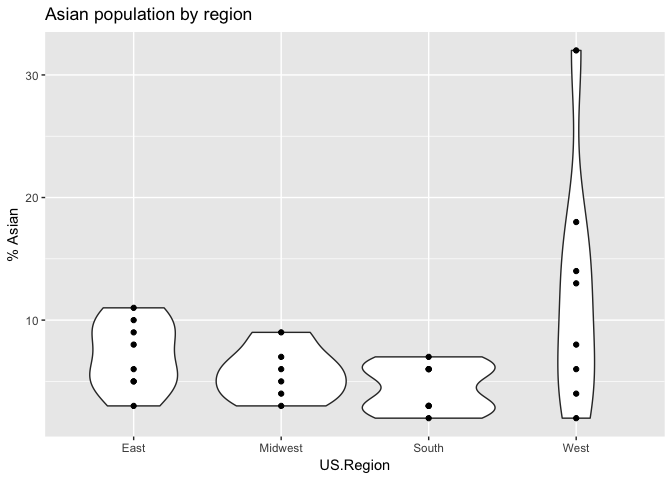 Asian population by region
% Asian
30
20
10
East Midwest South West
US.Region